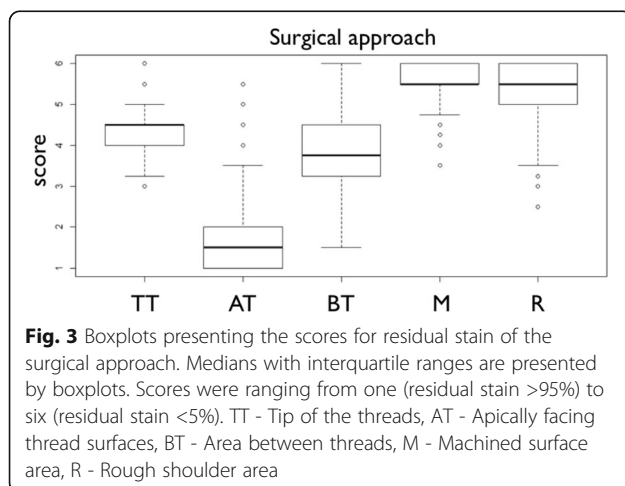 Surgical approach
score
6
5
4
3
2
1
TT AT BT M R
Fig. 3 Boxplots presenting the scores for residual stain of the
surgical approach. Medians with interquartile ranges are presented
by boxplots. Scores were ranging from one (residual stain >95%) to
six (residual stain <5%). TT - Tip of the threads, AT - Apically facing
thread surfaces, BT - Area between threads, M - Machined surface
area, R - Rough shoulder area